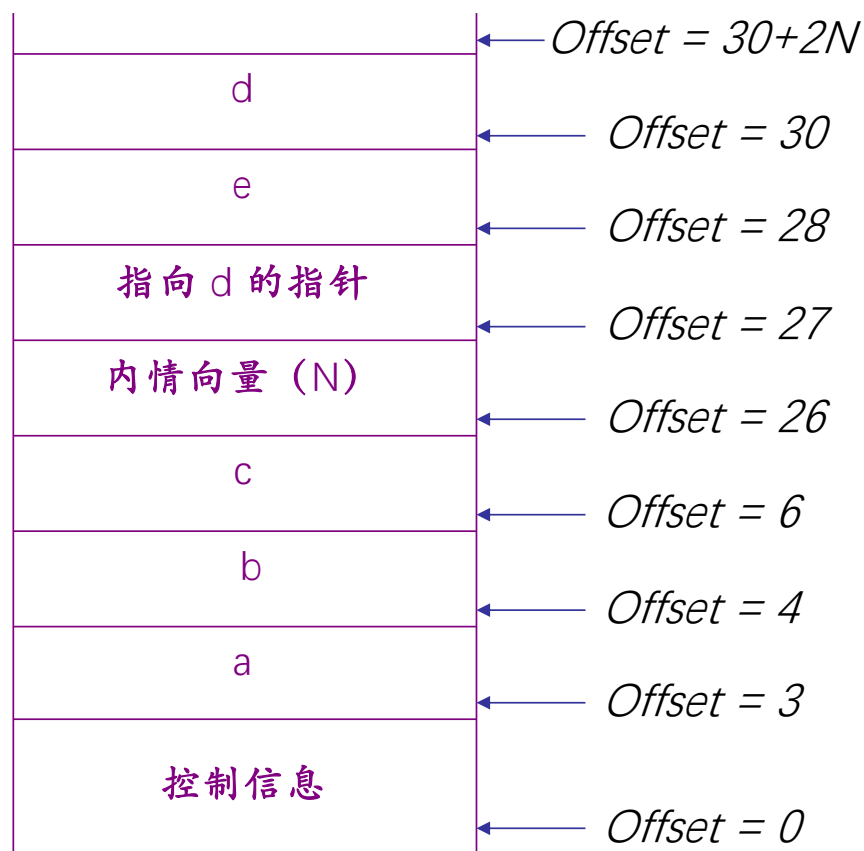 Offset = 30+2N
d
Offset = 30
e
Offset = 28
指向 d 的指针
Offset = 27
内情向量（N）
Offset = 26
c
Offset = 6
b
Offset = 4
a
Offset = 3
控制信息
Offset = 0